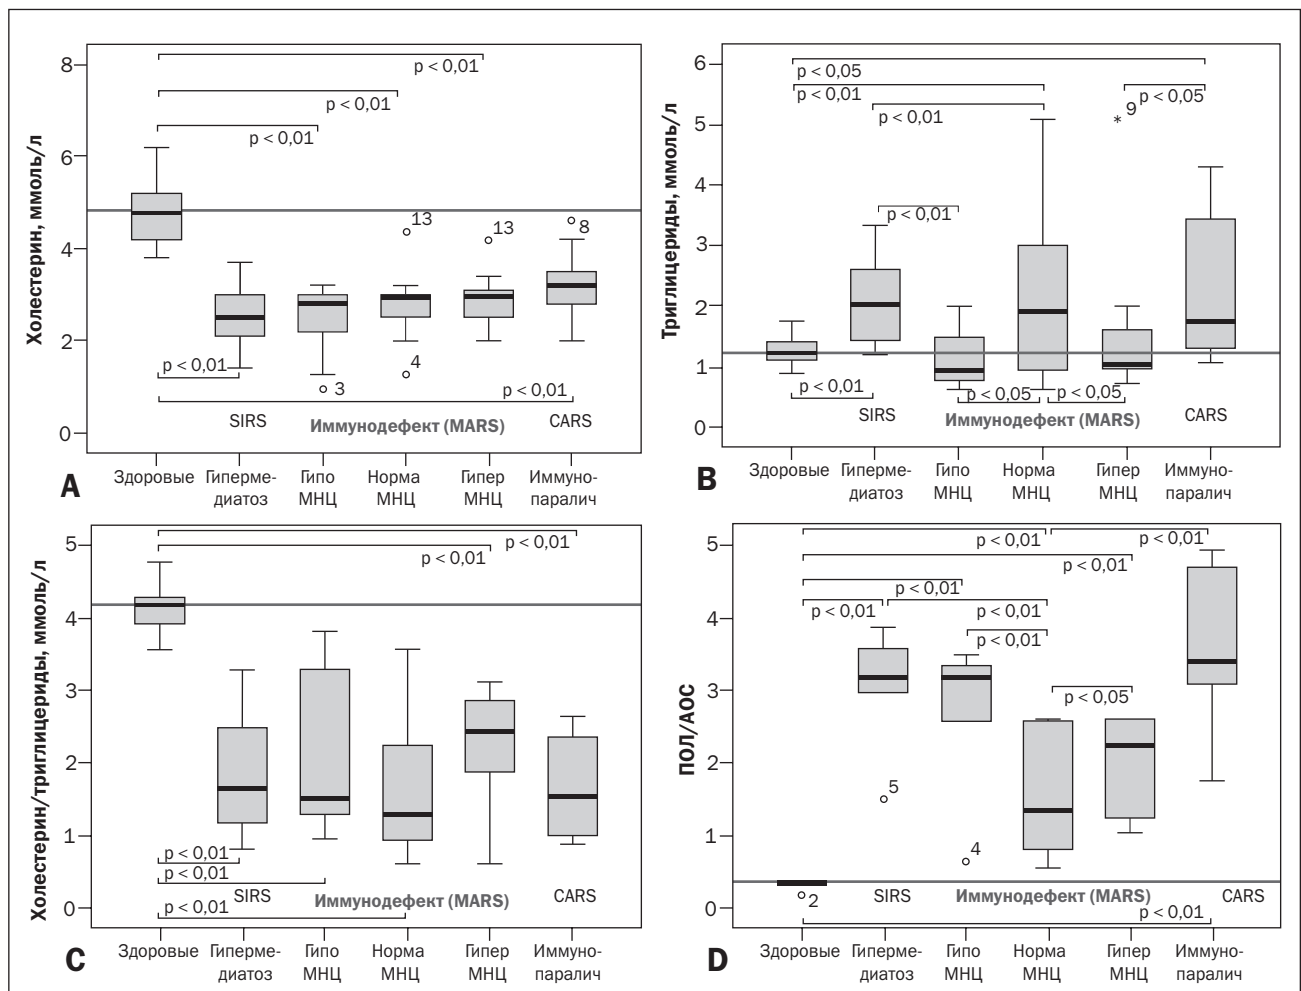 Холестерин, ммоль/л
8
6
4
2
0
p < 0,01
p < 0,01
p < 0,01
13
13
8
p < 0,01
4
3
p < 0,01
SIRS
Иммунодефект (MARS)
CARS
A
Здоровые
Гиперме-
диатоз
Гипо
МНЦ
Норма
МНЦ
Гипер
МНЦ
Иммуно-
паралич
Триглицериды, ммоль/л
6
5
4
3
2
1
0
p < 0,05
p < 0,01
p < 0,05
9
*
p < 0,01
p < 0,01
p < 0,01
p < 0,05
p < 0,05
SIRS
Иммунодефект (MARS)
CARS
B
Здоровые
Гиперме-
диатоз
Гипо
МНЦ
Норма
МНЦ
Гипер
МНЦ
Иммуно-
паралич
Холестерин/триглицериды, ммоль/л
5
4
3
2
1
0
p < 0,01
p < 0,01
p < 0,01
p < 0,01
p < 0,01
SIRS
Иммунодефект (MARS)
CARS
C
Здоровые
Гиперме-
диатоз
Гипо
МНЦ
Норма
МНЦ
Гипер
МНЦ
Иммуно-
паралич
ПОЛ/АОС
5
4
3
2
1
0
p < 0,01
p < 0,01
p < 0,01
p < 0,01
p < 0,01
p < 0,01
p < 0,01
p < 0,05
5
4
2
SIRS
Иммунодефект (MARS)
CARS
p < 0,01
D
Здоровые
Гиперме-
диатоз
Гипо
МНЦ
Норма
МНЦ
Гипер
МНЦ
Иммуно-
паралич